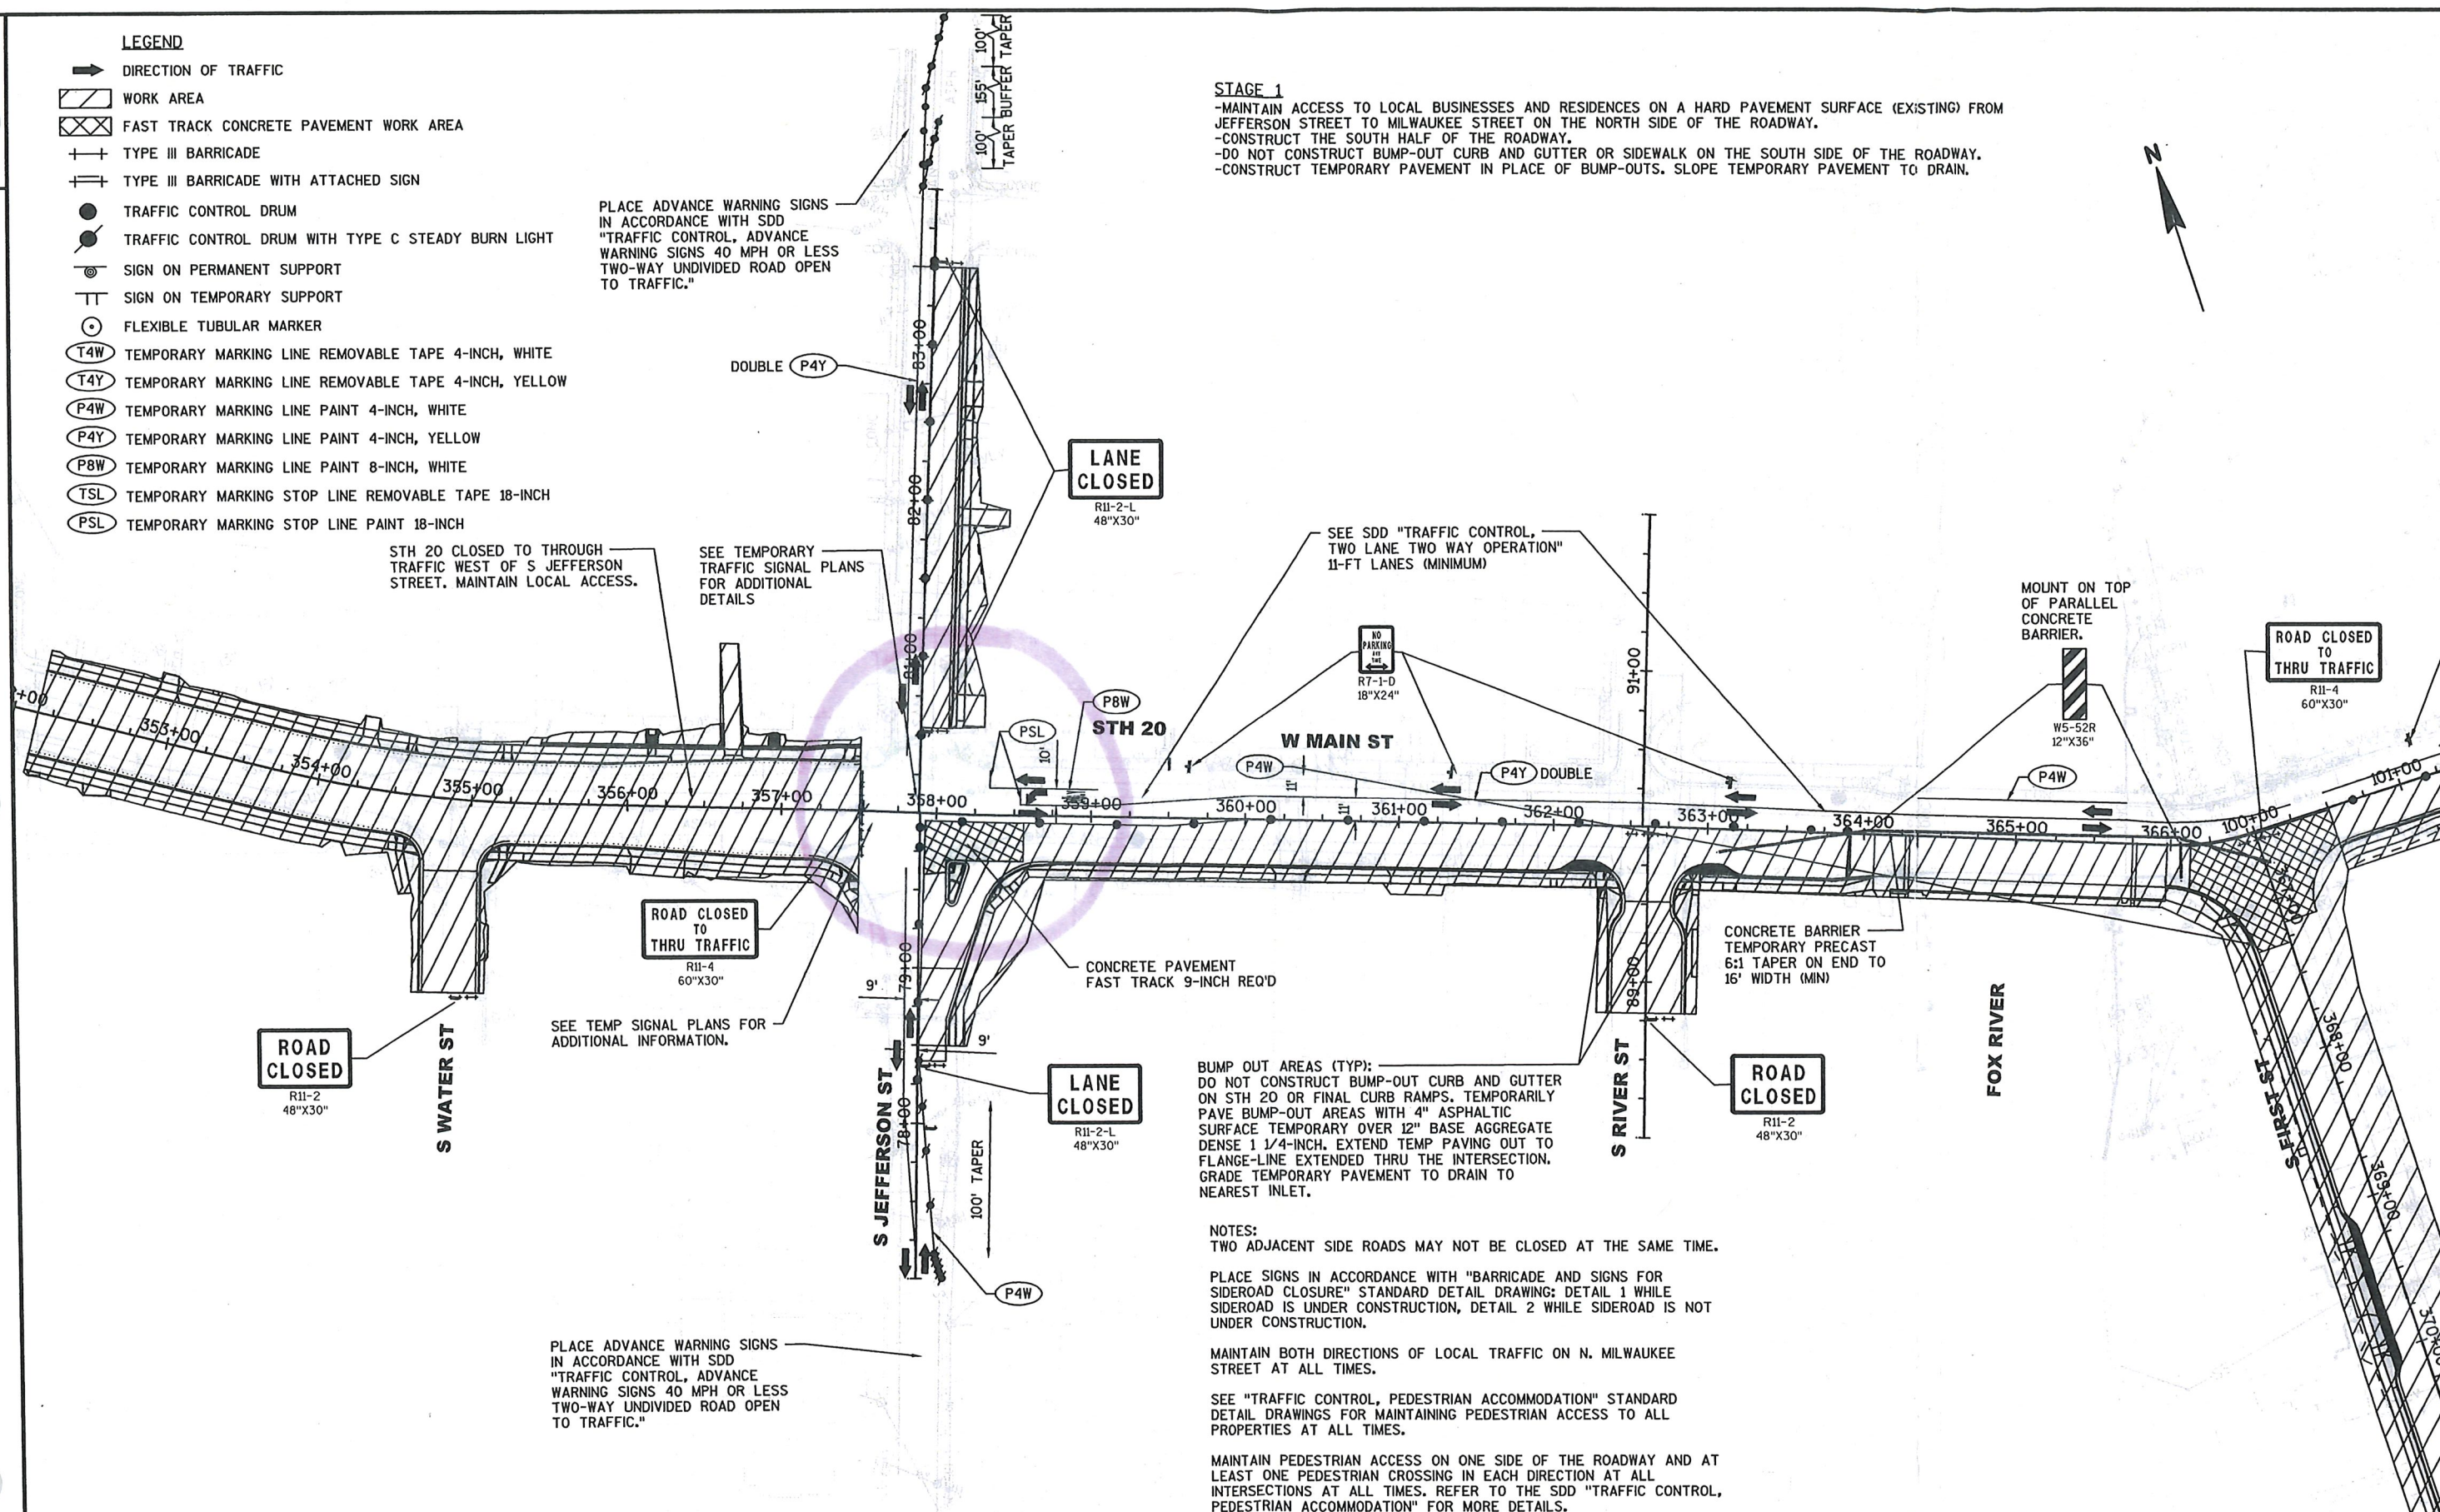 LEGEND
DIRECTION OF TRAFFIC
WORK AREA
FAST TRACK CONCRETE PAVEMENT WORK AREA
TYPE III BARRICADE
TYPE III BARRICADE WITH ATTACHED SIGN
TRAFFIC CONTROL DRUM
TRAFFIC CONTROL DRUM WITH TYPE C STEADY BURN LIGHT
SIGN ON PERMANENT SUPPORT
SIGN ON TEMPORARY SUPPORT
FLEXIBLE TUBULAR MARKER
T4W TEMPORARY MARKING LINE REMOVABLE TAPE 4-INCH, WHITE
T4Y TEMPORARY MARKING LINE REMOVABLE TAPE 4-INCH, YELLOW
P4W TEMPORARY MARKING LINE PAINT 4-INCH, WHITE
P4Y TEMPORARY MARKING LINE PAINT 4-INCH, YELLOW
P8W TEMPORARY MARKING LINE PAINT 8-INCH, WHITE
TSL TEMPORARY MARKING STOP LINE REMOVABLE TAPE 18-INCH
PSL TEMPORARY MARKING STOP LINE PAINT 18-INCH
100' 155' 100'
TAPER BUFFER TAPER
STAGE 1
-MAINTAIN ACCESS TO LOCAL BUSINESSES AND RESIDENCES ON A HARD PAVEMENT SURFACE (EXISTING) FROM
JEFFERSON STREET TO MILWAUKEE STREET ON THE NORTH SIDE OF THE ROADWAY.
-CONSTRUCT THE SOUTH HALF OF THE ROADWAY.
-DO NOT CONSTRUCT BUMP-OUT CURB AND GUTTER OR SIDEWALK ON THE SOUTH SIDE OF THE ROADWAY.
-CONSTRUCT TEMPORARY PAVEMENT IN PLACE OF BUMP-OUTS. SLOPE TEMPORARY PAVEMENT TO DRAIN.
N
PLACE ADVANCE WARNING SIGNS
IN ACCORDANCE WITH SDD
"TRAFFIC CONTROL, ADVANCE
WARNING SIGNS 40 MPH OR LESS
TWO-WAY UNDIVIDED ROAD OPEN
TO TRAFFIC."
DOUBLE P4Y
83+00
82+00
81+00
LANE
CLOSED
R11-2-L
48"X30"
STH 20 CLOSED TO THROUGH
TRAFFIC WEST OF S JEFFERSON
STREET. MAINTAIN LOCAL ACCESS.
SEE TEMPORARY
TRAFFIC SIGNAL PLANS
FOR ADDITIONAL
DETAILS
SEE SDD "TRAFFIC CONTROL,
TWO LANE TWO WAY OPERATION"
11-FT LANES (MINIMUM)
NO
PARKING
ANY
TIME
R7-1-D
18"X24"
91+00
MOUNT ON TOP
OF PARALLEL
CONCRETE
BARRIER.
W5-52R
12"X36"
ROAD CLOSED
TO
THRU TRAFFIC
R11-4
60"X30"
PSL
10'
P8W
STH 20
W MAIN ST
P4W
11'
11'
P4Y DOUBLE
P4W
+00
353+00
354+00
355+00
356+00
357+00
358+00
359+00
360+00
361+00
362+00
363+00
364+00
365+00
366+00
100+00
101+00
ROAD CLOSED
TO
THRU TRAFFIC
R11-4
60"X30"
79+00
9'
9'
78+00
CONCRETE PAVEMENT
FAST TRACK 9-INCH REQ'D
89+00
CONCRETE BARRIER
TEMPORARY PRECAST
6:1 TAPER ON END TO
16' WIDTH (MIN)
SEE TEMP SIGNAL PLANS FOR
ADDITIONAL INFORMATION.
ROAD
CLOSED
R11-2
48"X30"
S WATER ST
S JEFFERSON ST
100' TAPER
LANE
CLOSED
R11-2-L
48"X30"
S RIVER ST
ROAD
CLOSED
R11-2
48"X30"
FOX RIVER
S FIRST ST
368+00
369+00
BUMP OUT AREAS (TYP):
DO NOT CONSTRUCT BUMP-OUT CURB AND GUTTER
ON STH 20 OR FINAL CURB RAMPS. TEMPORARILY
PAVE BUMP-OUT AREAS WITH 4" ASPHALTIC
SURFACE TEMPORARY OVER 12" BASE AGGREGATE
DENSE 1 1/4-INCH. EXTEND TEMP PAVING OUT TO
FLANGE-LINE EXTENDED THRU THE INTERSECTION.
GRADE TEMPORARY PAVEMENT TO DRAIN TO
NEAREST INLET.
P4W
NOTES:
TWO ADJACENT SIDE ROADS MAY NOT BE CLOSED AT THE SAME TIME.
PLACE SIGNS IN ACCORDANCE WITH "BARRICADE AND SIGNS FOR
SIDEROAD CLOSURE" STANDARD DETAIL DRAWING: DETAIL 1 WHILE
SIDEROAD IS UNDER CONSTRUCTION, DETAIL 2 WHILE SIDEROAD IS NOT
UNDER CONSTRUCTION.
MAINTAIN BOTH DIRECTIONS OF LOCAL TRAFFIC ON N. MILWAUKEE
STREET AT ALL TIMES.
SEE "TRAFFIC CONTROL, PEDESTRIAN ACCOMMODATION" STANDARD
DETAIL DRAWINGS FOR MAINTAINING PEDESTRIAN ACCESS TO ALL
PROPERTIES AT ALL TIMES.
MAINTAIN PEDESTRIAN ACCESS ON ONE SIDE OF THE ROADWAY AND AT
LEAST ONE PEDESTRIAN CROSSING IN EACH DIRECTION AT ALL
INTERSECTIONS AT ALL TIMES. REFER TO THE SDD "TRAFFIC CONTROL,
PEDESTRIAN ACCOMMODATION" FOR MORE DETAILS.
PLACE ADVANCE WARNING SIGNS
IN ACCORDANCE WITH SDD
"TRAFFIC CONTROL, ADVANCE
WARNING SIGNS 40 MPH OR LESS
TWO-WAY UNDIVIDED ROAD OPEN
TO TRAFFIC."